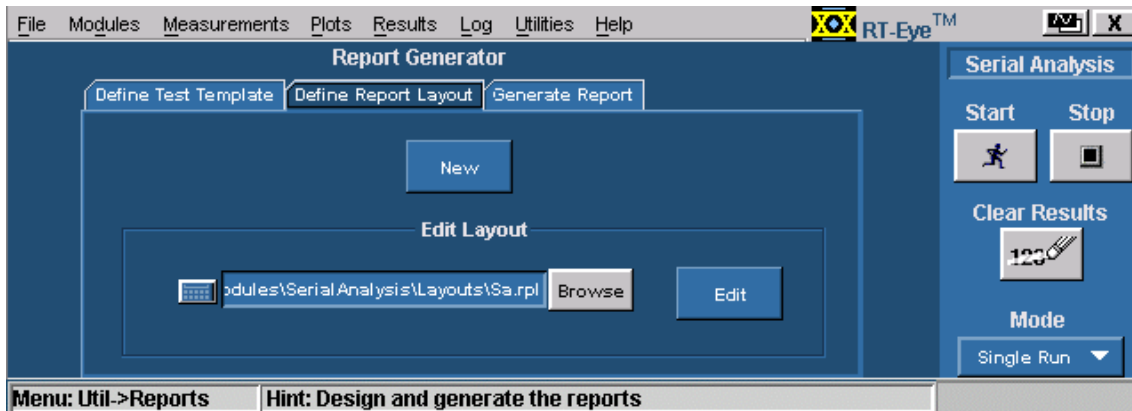 File Modules Measurements Plots Results Log Utilities Help RT-Eye™ X
Report Generator
Serial Analysis
Define Test Template Define Report Layout Generate Report
Start Stop
New
Clear Results
Edit Layout
123
odules\SerialAnalysis\Layouts\Sa.rpl Browse Edit
Mode
Single Run
Menu: Util->Reports Hint: Design and generate the reports